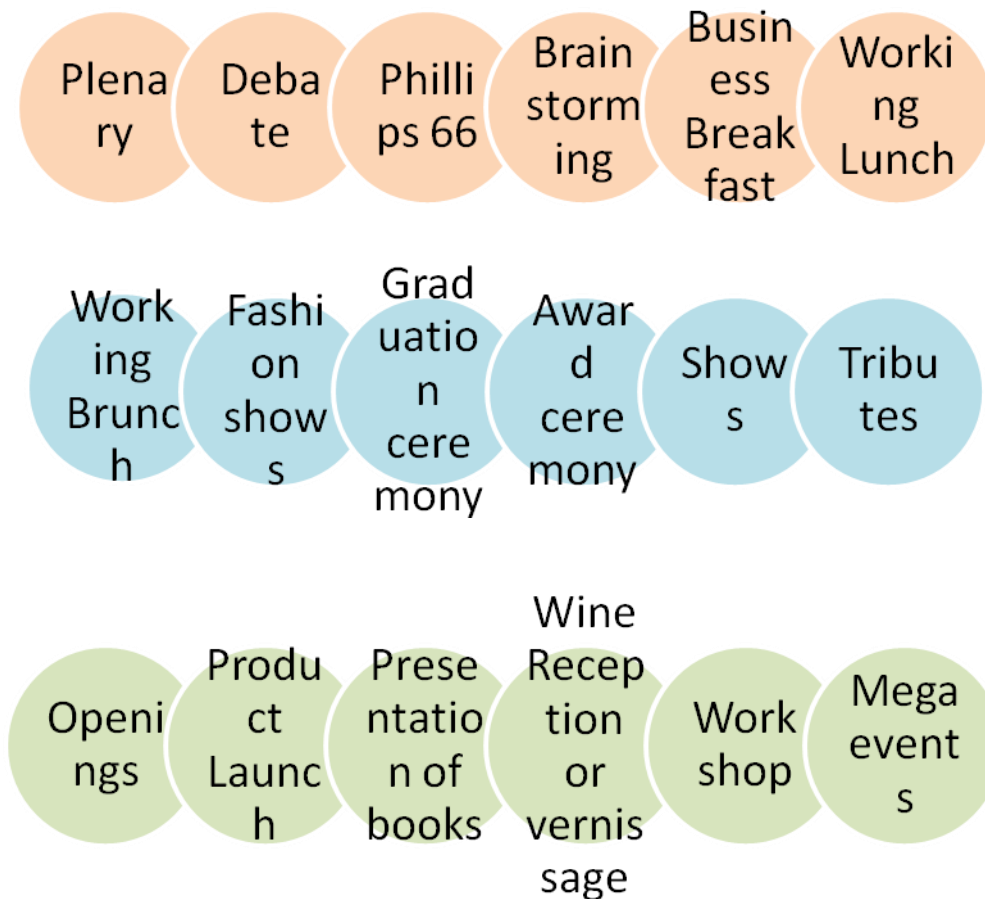 Plena
ry
Deba
te
Philli
ps 66
Brain
storm
ing
Busin
ess
Break
fast
Worki
ng
Lunch
Work
ing
Brunc
h
Fashi
on
show
s
Grad
uatio
n
cere
mony
Awar
d
cere
mony
Show
s
Tribu
tes
Openi
ngs
Produ
ct
Launc
h
Prese
ntatio
n of
books
Wine
Recep
tion
or
vernis
sage
Work
shop
Mega
event
s